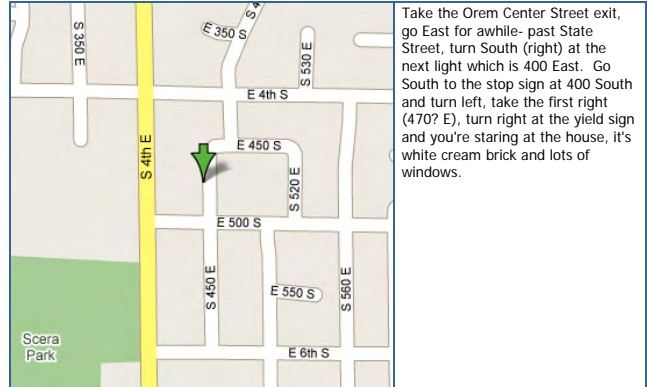 S 350 E
E 350 S
S 4
S 530 E
E 4th S
S 4th E
E 450 S
S 520 E
E 500 S
S 450 E
E 550 S
S 560 E
E 6th S
Scera
Park
Take the Orem Center Street exit,
go East for awhile- past State
Street, turn South (right) at the
next light which is 400 East. Go
South to the stop sign at 400 South
and turn left, take the first right
(470? E), turn right at the yield sign
and you're staring at the house, it's
white cream brick and lots of
windows.